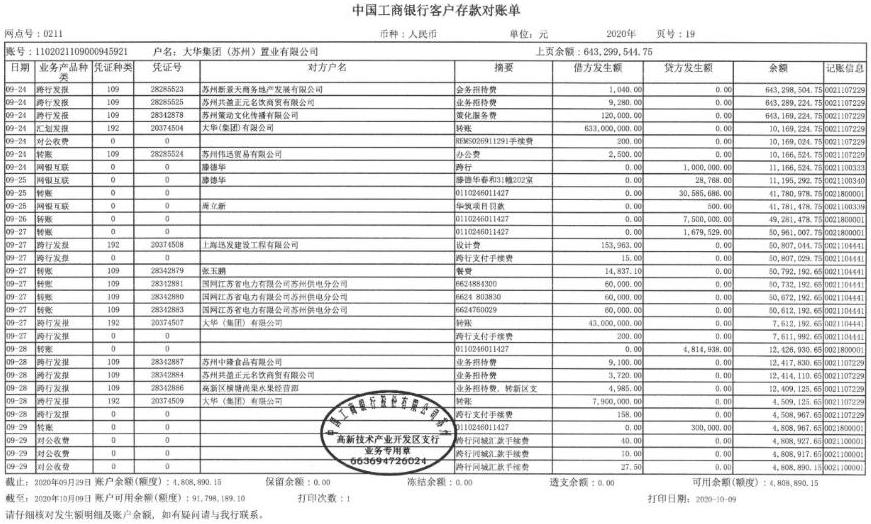 中国工商银行客户存款对账单
网点号：0211 币种：人民币 单位：元 2020年 页号：19
账号：1102021109000945921 户名：大华集团（苏州）置业有限公司 上页余额：643,299,544.75
日期 业务产品种类 凭证种类 凭证号 对方户名 摘要 借方发生额 贷方发生额 余额 记账信息
09-24 跨行发报 109 28285523 苏州新景天商务地产发展有限公司 会务招待费 1,040.00 0.00 643,298,504.75 0021107229
09-24 跨行发报 109 28285525 苏州共盈正元名饮商贸有限公司 业务招待费 9,280.00 0.00 643,289,224.75 0021107229
09-24 跨行发报 109 28342878 苏州策动文化传播有限公司 策化服务费 120,000.00 0.00 643,169,224.75 0021107229
09-24 汇划发报 192 20374504 大华(集团)有限公司 转账 633,000,000.00 0.00 10,169,224.75 0021107229
09-24 对公收费 0 0 REMS026911291手续费 200.00 0.00 10,169,024.75 0021107229
09-24 转账 109 28285524 苏州伟迅贸易有限公司 办公费 2,500.00 0.00 10,166,524.75 0021107229
09-24 网银互联 0 0 滕德华 跨行 0.00 1,000,000.00 11,166,524.75 0021100333
09-25 网银互联 0 0 滕德华 滕德华春和31幢202室 0.00 28,768.00 11,195,292.75 0021100340
09-25 转账 0 0 0110246011427 0.00 30,585,686.00 41,780,978.75 0021800001
09-25 网银互联 0 0 周立新 华筑项目罚款 0.00 500.00 41,781,478.75 0021100339
09-26 转账 0 0 0110246011427 0.00 7,500,000.00 49,281,478.75 0021800001
09-27 转账 0 0 0110246011427 0.00 1,679,529.00 50,961,007.75 0021800001
09-27 跨行发报 192 20374508 上海迅发建设工程有限公司 设计费 153,963.00 0.00 50,807,044.75 0021104441
09-27 跨行发报 0 0 跨行支付手续费 15.00 0.00 50,807,029.75 0021104441
09-27 转账 109 28342879 张玉鹏 餐费 14,837.10 0.00 50,792,192.65 0021104441
09-27 转账 109 28342881 国网江苏省电力有限公司苏州供电分公司 6624884300 60,000.00 0.00 50,732,192.65 0021104441
09-27 转账 109 28342880 国网江苏省电力有限公司苏州供电分公司 6624 803830 60,000.00 0.00 50,672,192.65 0021104441
09-27 转账 109 28342883 国网江苏省电力有限公司苏州供电分公司 6624760029 60,000.00 0.00 50,612,192.65 0021104441
09-27 跨行发报 192 20374507 大华（集团）有限公司 转账 43,000,000.00 0.00 7,612,192.65 0021104441
09-27 跨行发报 0 0 跨行支付手续费 200.00 0.00 7,611,992.65 0021104441
09-28 转账 0 0 0110246011427 0.00 4,814,938.00 12,426,930.65 0021800001
09-28 跨行发报 109 28342887 苏州中隆食品有限公司 业务招待费 9,100.00 0.00 12,417,830.65 0021107229
09-28 跨行发报 109 28342884 苏州共盈正元名饮商贸有限公司 业务招待费 3,720.00 0.00 12,414,110.65 0021107229
09-28 跨行发报 109 28342886 高新区横塘尚果水果经营部 业务招待费，转新区支 4,985.00 0.00 12,409,125.65 0021107229
09-28 跨行发报 192 20374509 大华（集团）有限公司 转账 7,900,000.00 0.00 4,509,125.65 0021107229
09-28 跨行发报 0 0 跨行支付手续费 158.00 0.00 4,508,967.65 0021107229
09-29 转账 0 0 0110246011427 0.00 300,000.00 4,808,967.65 0021800001
09-29 对公收费 0 0 跨行同城汇款手续费 40.00 0.00 4,808,927.65 0021100001
09-29 对公收费 0 0 跨行同城汇款手续费 10.00 0.00 4,808,917.65 0021100001
09-29 对公收费 0 0 跨行同城汇款手续费 27.50 0.00 4,808,890.15 0021100001
中国工商银行股份有限公司苏州
高新技术产业开发区支行
业务专用章
663694726024
截止：2020年09月29日 账户余额(额度)：4,808,890.15 保留余额：0.00 冻结余额：0.00 透支余额：0.00 可用余额(额度)：4,808,890.15
截至：2020年10月09日 账户可用余额(额度)：91,798,189.10 打印次数：1 打印日期：2020-10-09
请仔细核对发生额明细及账户余额，如有疑问请与我行联系。